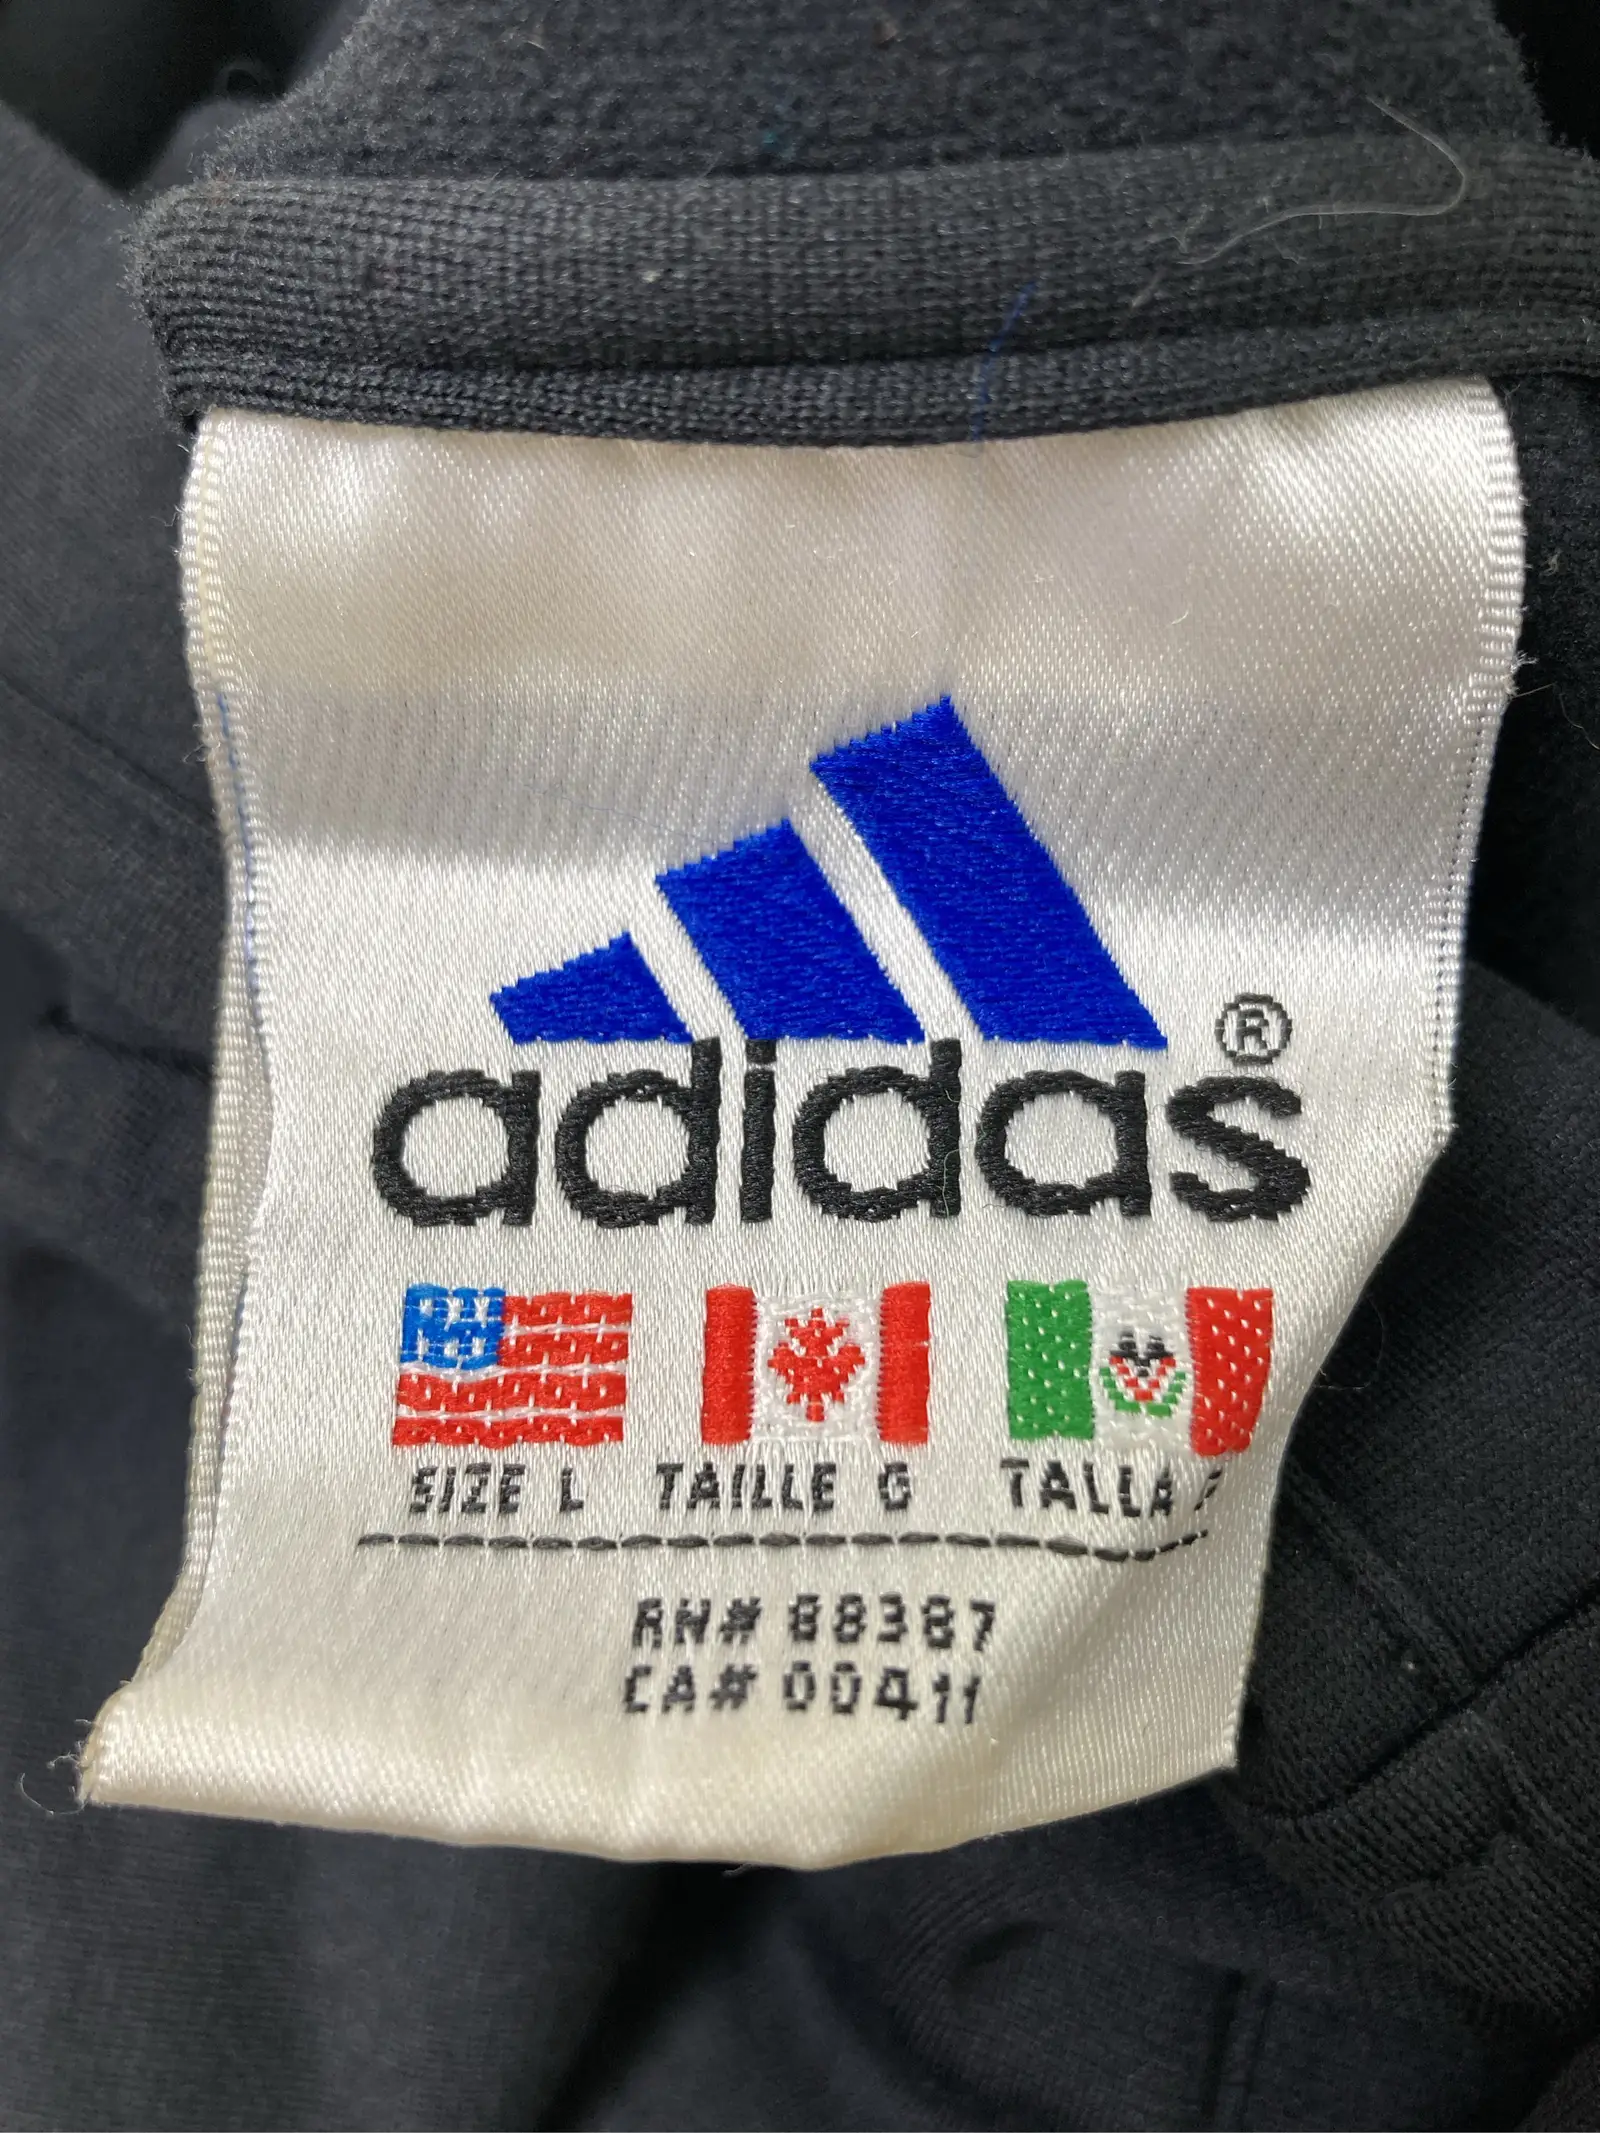 adidas®
SIZE L TAILLE G TALLA
RN# 88387
CA# 00411